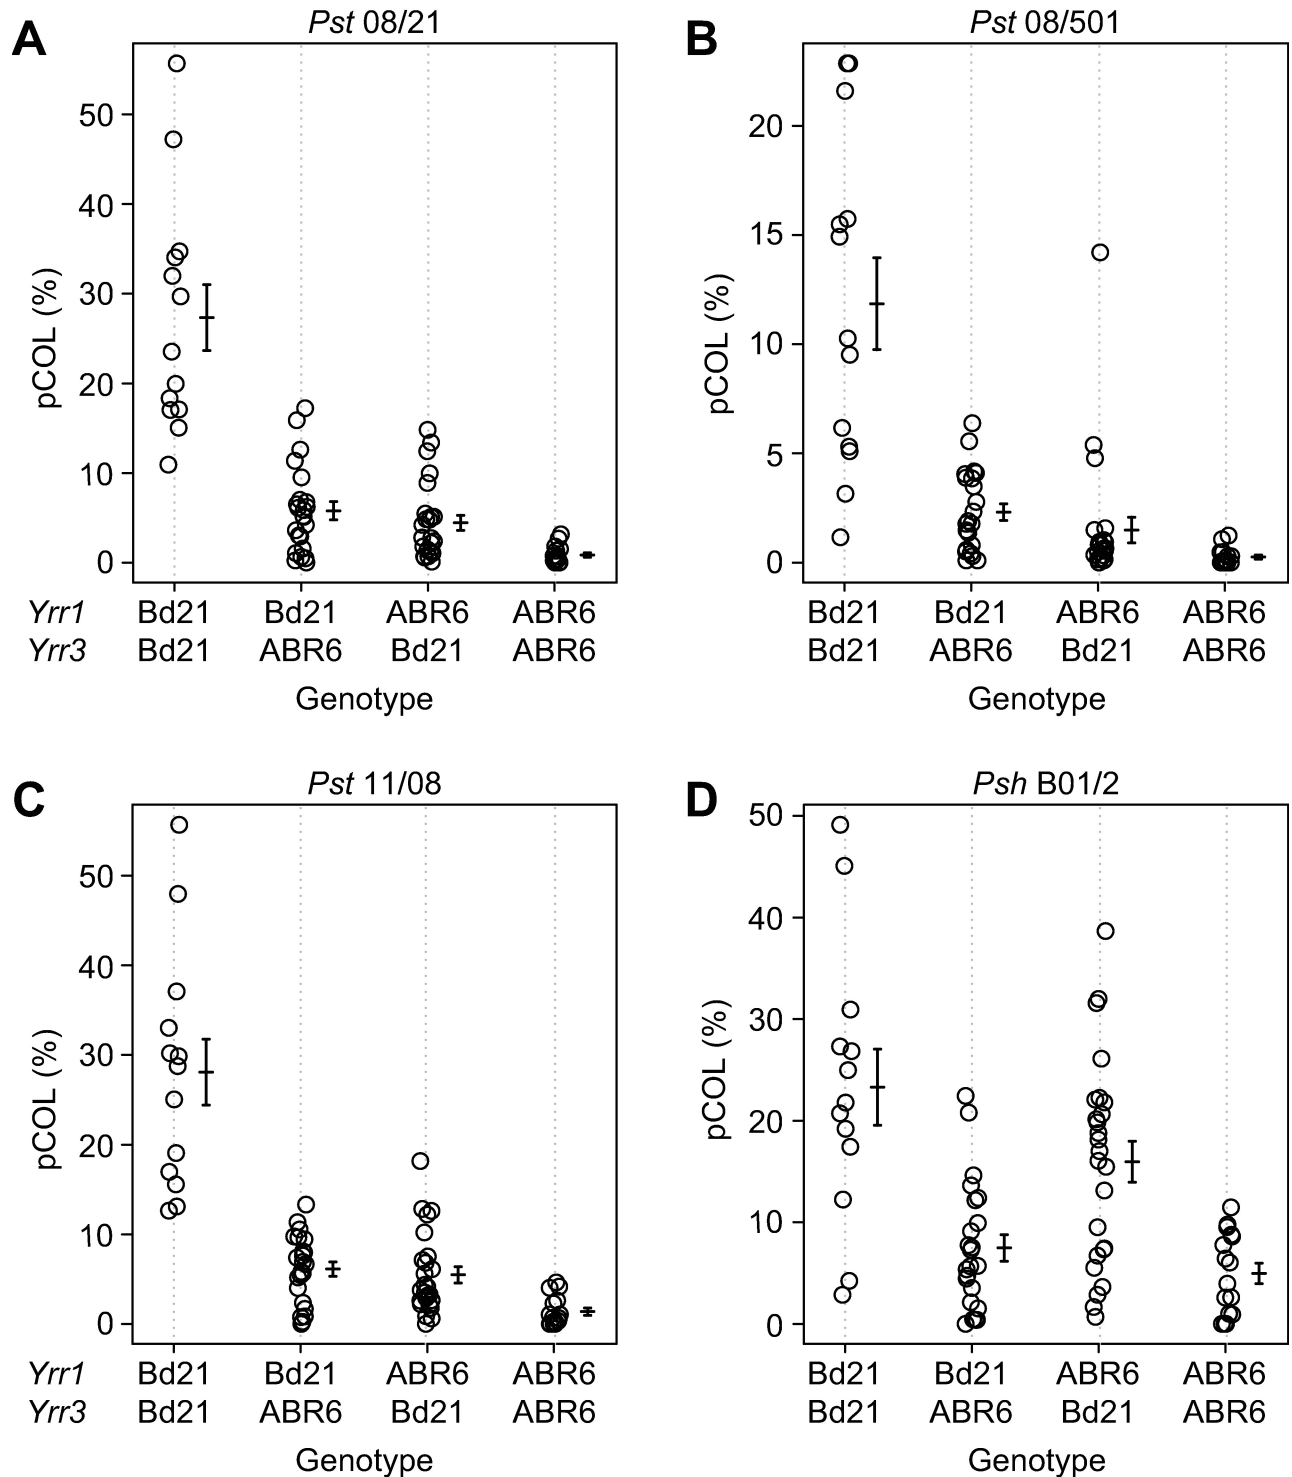 A
Pst 08/21
pCOL (%)
50
40
30
20
10
0
Yrr1 Bd21 Bd21 ABR6 ABR6
Yrr3 Bd21 ABR6 Bd21 ABR6
Genotype
B
Pst 08/501
pCOL (%)
20
15
10
5
0
Bd21 Bd21 ABR6 ABR6
Bd21 ABR6 Bd21 ABR6
Genotype
C
Pst 11/08
pCOL (%)
50
40
30
20
10
0
Yrr1 Bd21 Bd21 ABR6 ABR6
Yrr3 Bd21 ABR6 Bd21 ABR6
Genotype
D
Psh B01/2
pCOL (%)
50
40
30
20
10
0
Bd21 Bd21 ABR6 ABR6
Bd21 ABR6 Bd21 ABR6
Genotype